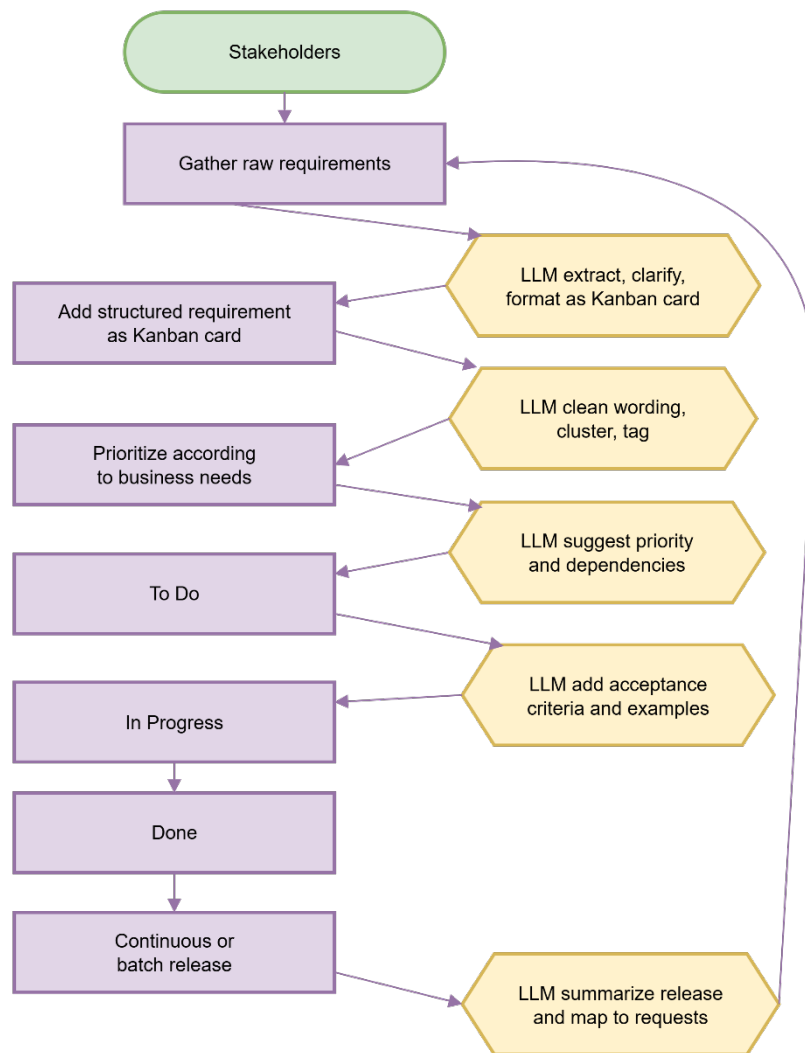 Stakeholders
Gather raw requirements
LLM extract, clarify,
format as Kanban card
Add structured requirement
as Kanban card
LLM clean wording,
cluster, tag
Prioritize according
to business needs
LLM suggest priority
and dependencies
To Do
LLM add acceptance
criteria and examples
In Progress
Done
Continuous or
batch release
LLM summarize release
and map to requests